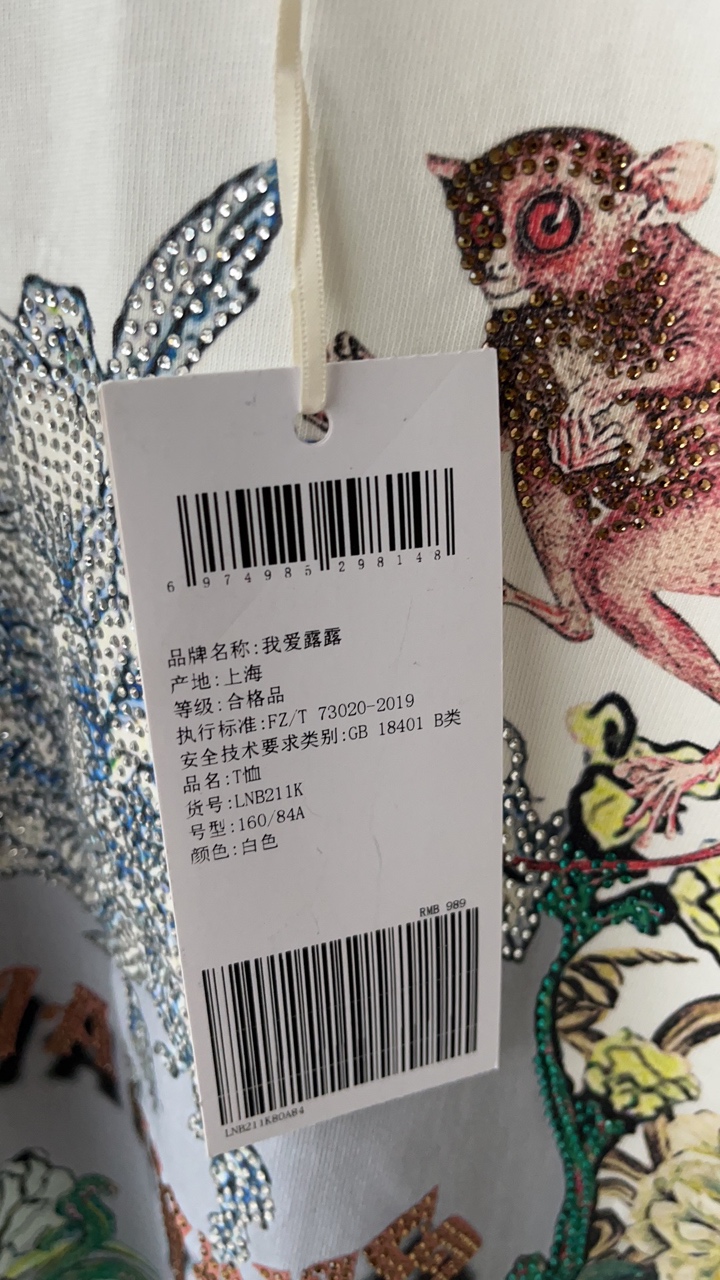 6 974985 298148
品牌名称:我爱露露
产地:上海
等级:合格品
执行标准:FZ/T 73020-2019
安全技术要求类别:GB 18401 B类
品名:T恤
货号:LNB211K
号型:160/84A
颜色:白色
RMB 989
LNB211K80A84